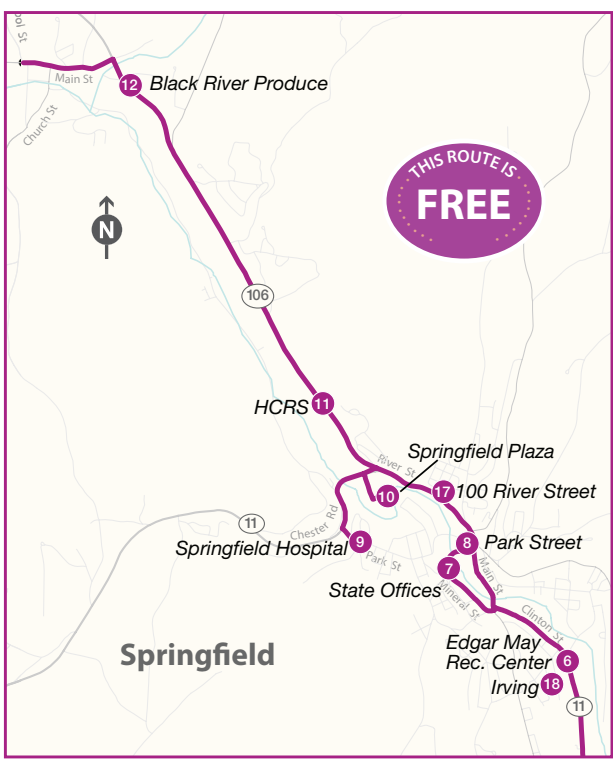 ool St
Main St
Church St
12
Black River Produce
THIS ROUTE IS
FREE
N
106
HCRS
11
Springfield Plaza
River St
10
17
100 River Street
11
Chester Rd
Springfield Hospital
9
Park St
8
Park Street
7
State Offices
Main St
Mineral St
Clinton St
Edgar May
Rec. Center
6
Irving
18
11
Springfield